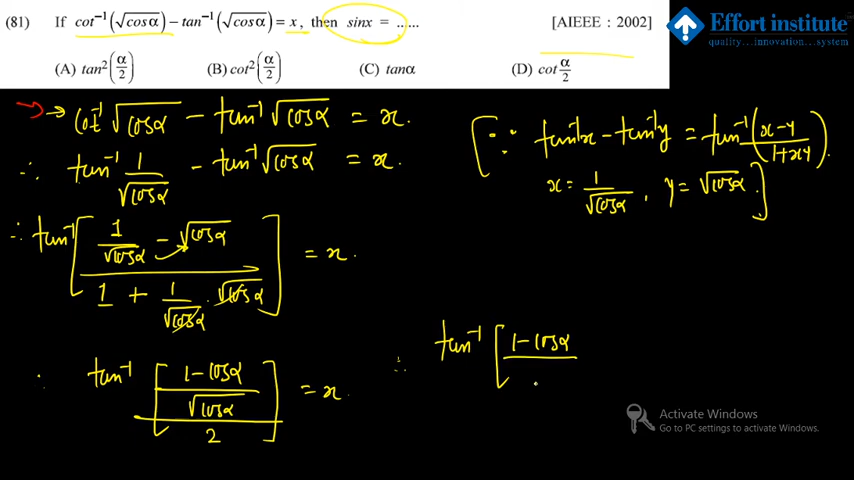 (81) If cot⁻¹(√cosα) − tan⁻¹(√cosα) = x, then sinx = ...... [AIEEE : 2002]
(A) tan²(α/2) (B) cot²(α/2) (C) tanα (D) cot α/2
Effort institute
quality...innovation...system
→ Cot⁻¹ √cosα − tan⁻¹ √cosα = x.
∴ tan⁻¹ 1/√cosα − tan⁻¹ √cosα = x.
[∵ tan⁻¹x − tan⁻¹y = tan⁻¹(x−y/1+xy).
x = 1/√cosα, y = √cosα.]
∴ tan⁻¹[(1/√cosα − √cosα)/(1 + 1/√cosα · √cosα)] = x.
∴ tan⁻¹[((1−cosα)/√cosα)/2] = x.
∴ tan⁻¹[1−cosα/
Activate Windows
Go to PC settings to activate Windows.